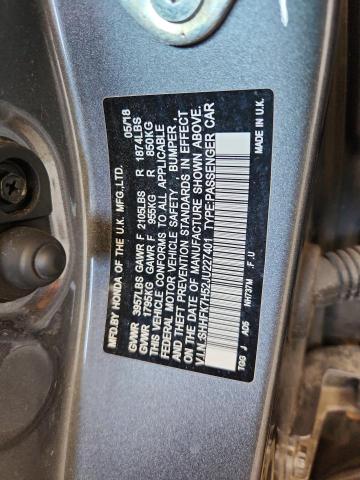 MFD.BY HONDA OF THE U.K. MFG.,LTD. 05/18
GVWR 3957LBS GAWR F 2105LBS R 1874LBS
GVWR 1795KG GAWR F 955KG R 850KG
THIS VEHICLE CONFORMS TO ALL APPLICABLE
FEDERAL MOTOR VEHICLE SAFETY , BUMPER ,
AND THEFT PREVENTION STANDARDS IN EFFECT
ON THE DATE OF MANUFACTURE SHOWN ABOVE.
V.I.N.:SHHFK7H52JU227401 TYPE:PASSENGER CAR
NH737M F.U MADE IN U.K.
TGG J A05